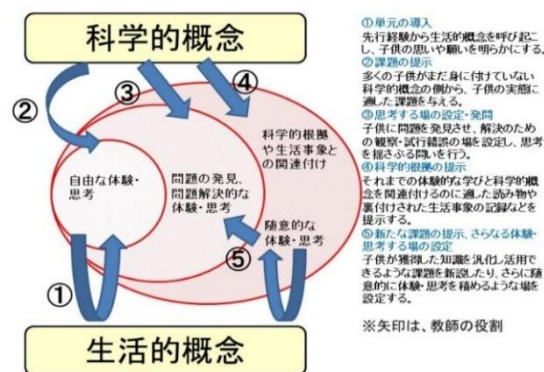 科学的概念
②
③
④
自由な体験・
思考
問題の発見、
問題解決的な
体験・思考
科学的根拠
や生活事象と
の関連付け
随意的な
体験・思考
①
⑤
生活的概念
①単元の導入
先行経験から生活的概念を呼び起こ
し、子供の思いや願いを明らかにする。
②課題の提示
多くの子供がまだ身に付けていない
科学的概念の側から、子供の実態に
適した課題を与える。
③思考する場の設定・発問
子供に問題を発見させ、解決のため
の観察・試行錯誤の場を設定し、思考
を揺さぶる問いを行う。
④科学的根拠の提示
それまでの体験的な学びと科学的概
念を関連付けるのに適した読み物や
裏付けされた生活事象の記録などを
提示する。
⑤新たな課題の提示、さらなる体験・
思考する場の設定
子供が獲得した知識を汎化し活用で
きるような課題を新設したり、さらに随
意的に体験・思考を積めるような場を
設定する。
※矢印は、教師の役割